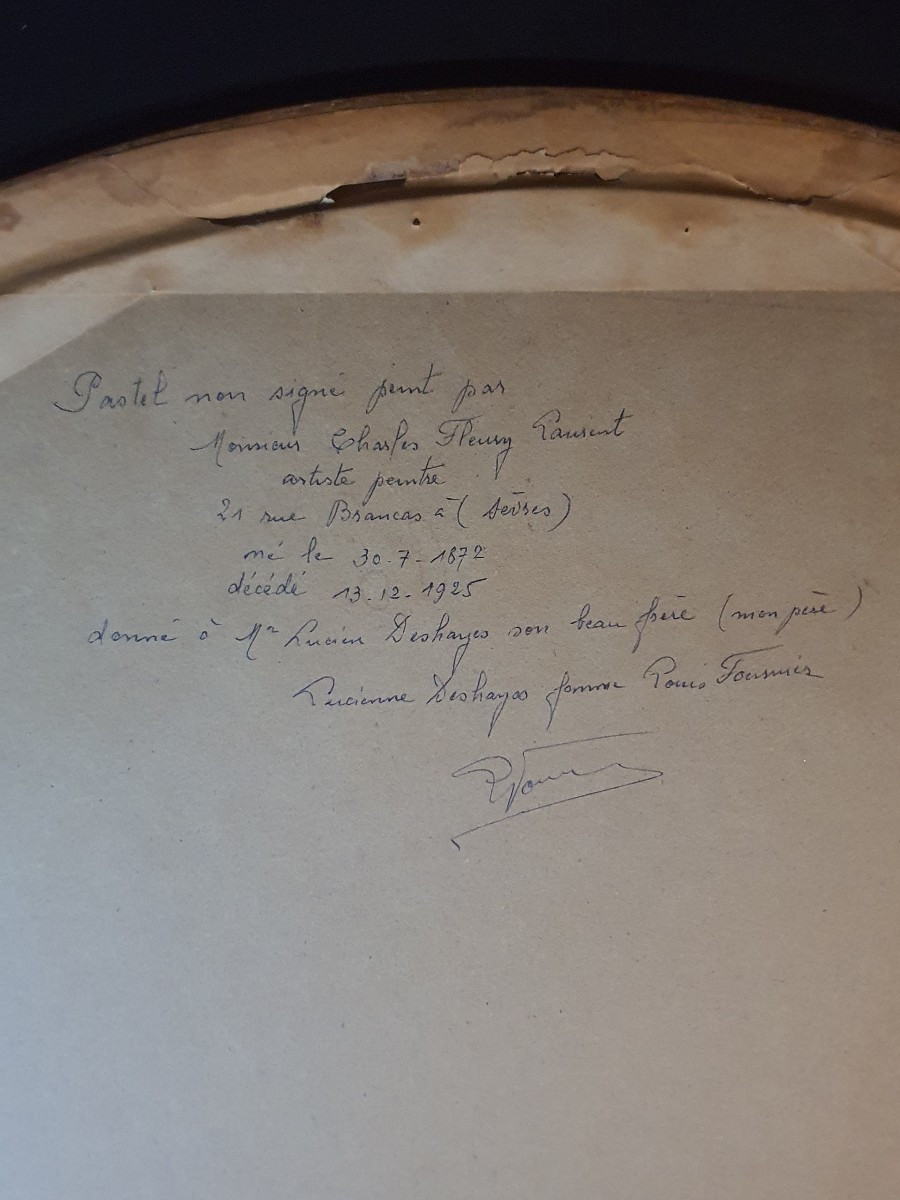 Pastel non signé peint par
Monsieur Charles Fleury Laurent
artiste peintre
21 rue Brancas à (Sèvres)
né le 30.7-1872
décédé 13.12-1925
donné à Mr Lucien Deshayes son beau frère (mon père)
Lucienne Deshayes femme Louis Fournier